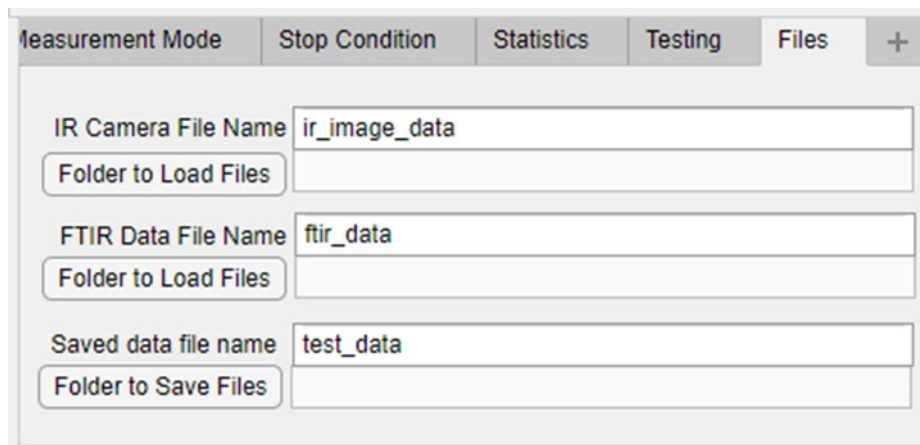 Measurement Mode Stop Condition Statistics Testing Files +
IR Camera File Name ir_image_data
Folder to Load Files
FTIR Data File Name ftir_data
Folder to Load Files
Saved data file name test_data
Folder to Save Files